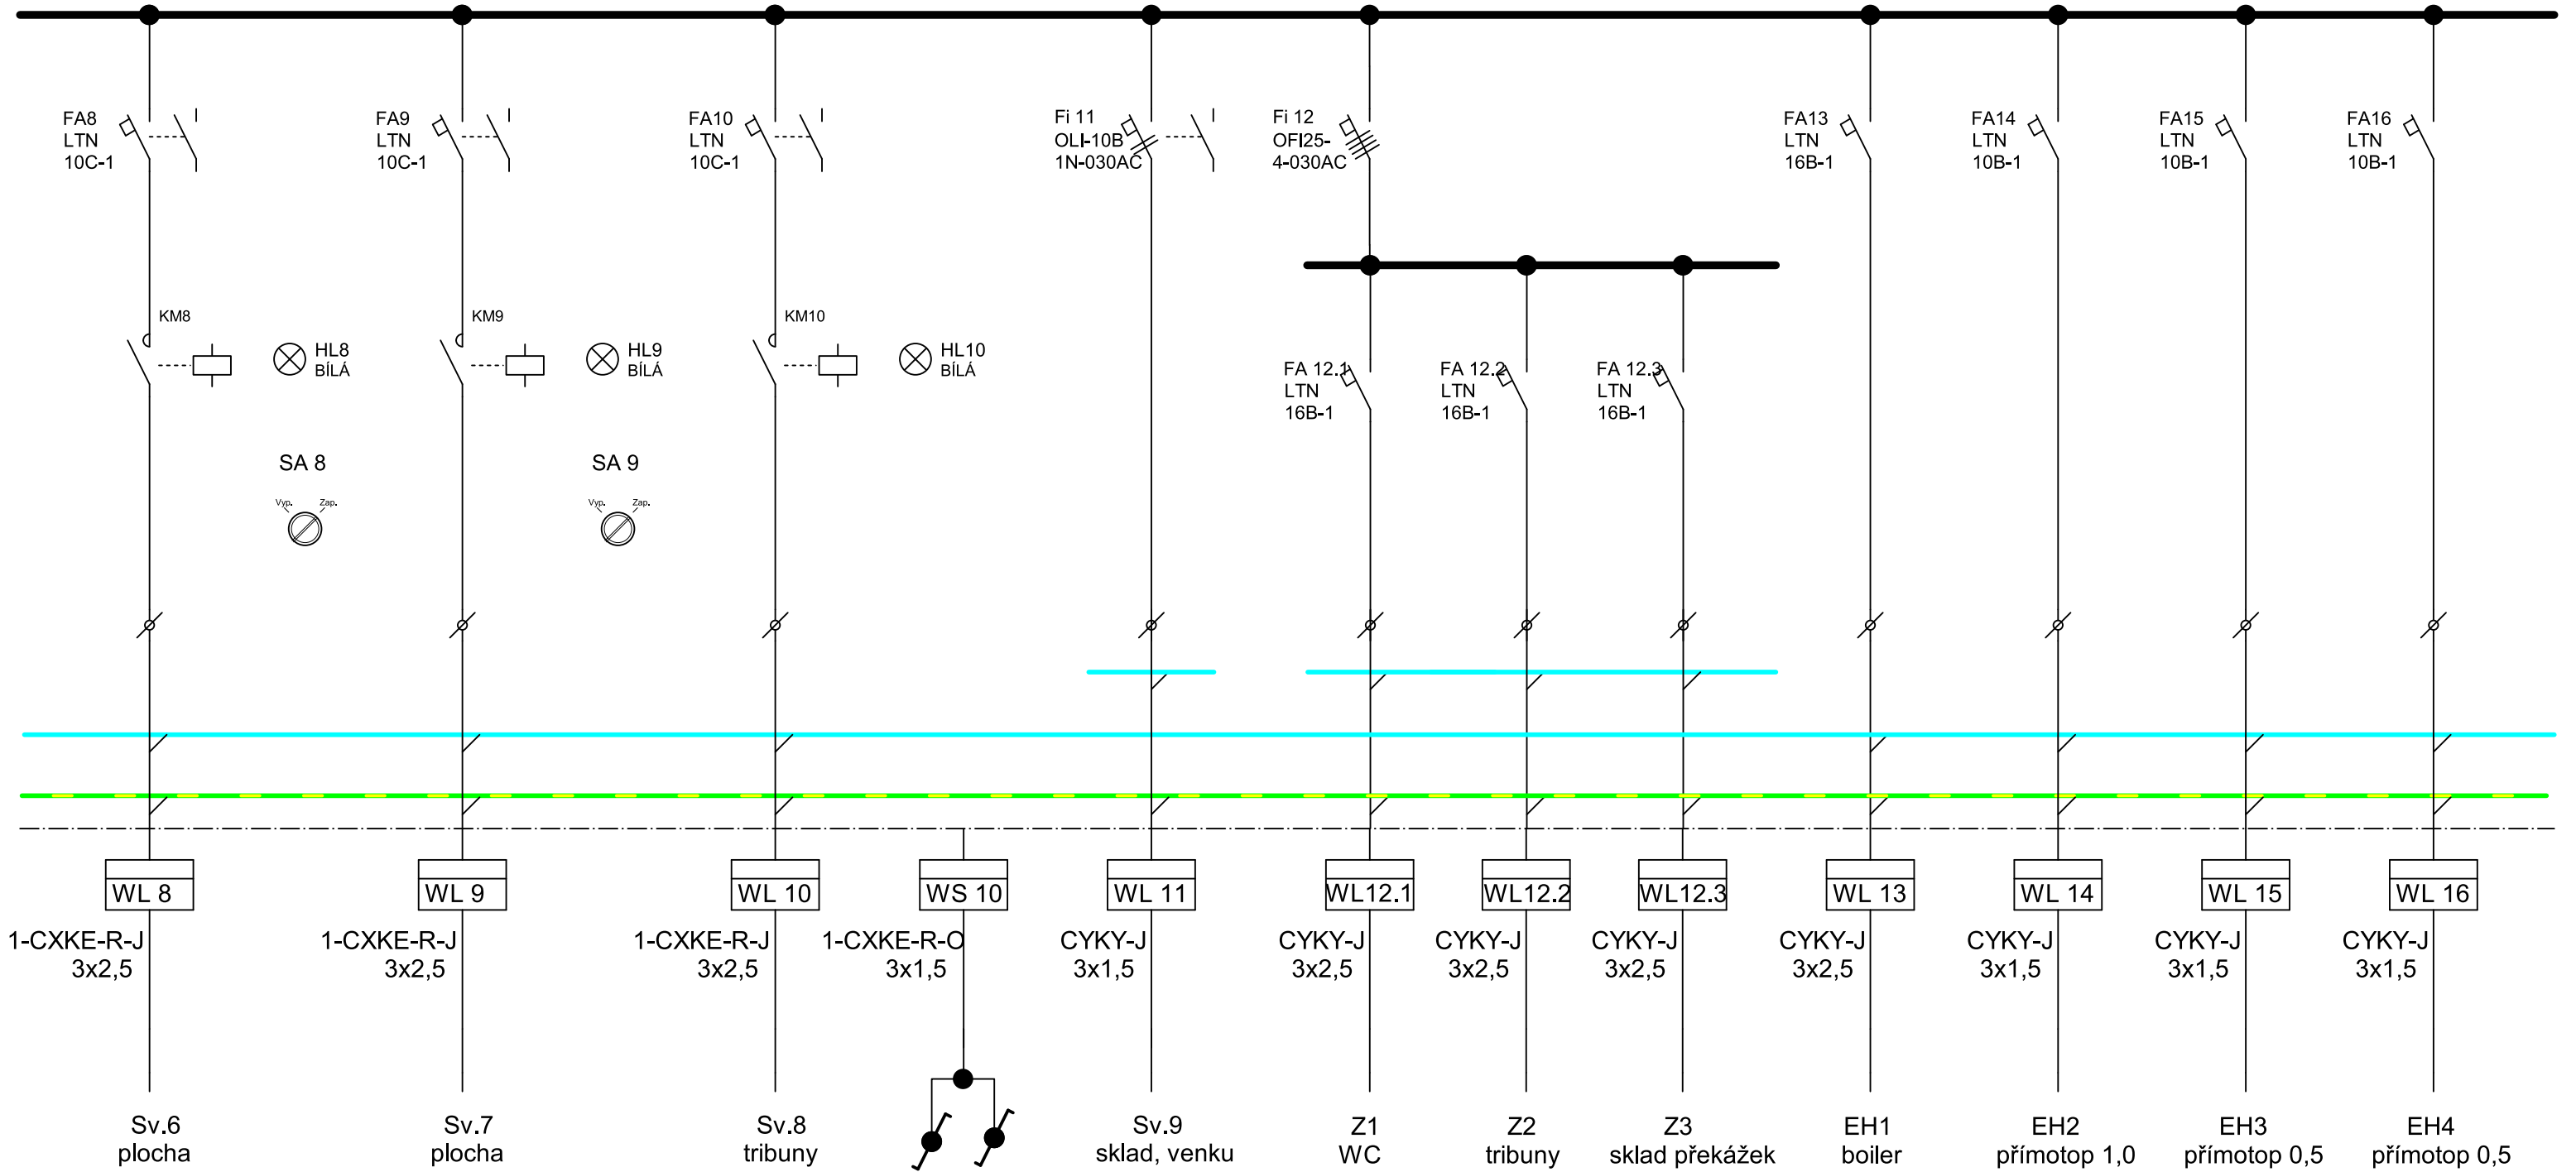 FA8
LTN
10C-1
FA9
LTN
10C-1
FA10
LTN
10C-1
Fi 11
OLI-10B
1N-030AC
Fi 12
OFI25-
4-030AC
FA13
LTN
16B-1
FA14
LTN
10B-1
FA15
LTN
10B-1
FA16
LTN
10B-1
KM8
HL8
BÍLÁ
KM9
HL9
BÍLÁ
KM10
HL10
BÍLÁ
FA 12.1
LTN
16B-1
FA 12.2
LTN
16B-1
FA 12.3
LTN
16B-1
SA 8
Vyp. Zap.
SA 9
Vyp. Zap.
WL 8
WL 9
WL 10
WS 10
WL 11
WL12.1
WL12.2
WL12.3
WL 13
WL 14
WL 15
WL 16
1-CXKE-R-J
3x2,5
1-CXKE-R-J
3x2,5
1-CXKE-R-J
3x2,5
1-CXKE-R-O
3x1,5
CYKY-J
3x1,5
CYKY-J
3x2,5
CYKY-J
3x2,5
CYKY-J
3x2,5
CYKY-J
3x2,5
CYKY-J
3x1,5
CYKY-J
3x1,5
CYKY-J
3x1,5
Sv.6
plocha
Sv.7
plocha
Sv.8
tribuny
Sv.9
sklad, venku
Z1
WC
Z2
tribuny
Z3
sklad překážek
EH1
boiler
EH2
přímotop 1,0
EH3
přímotop 0,5
EH4
přímotop 0,5